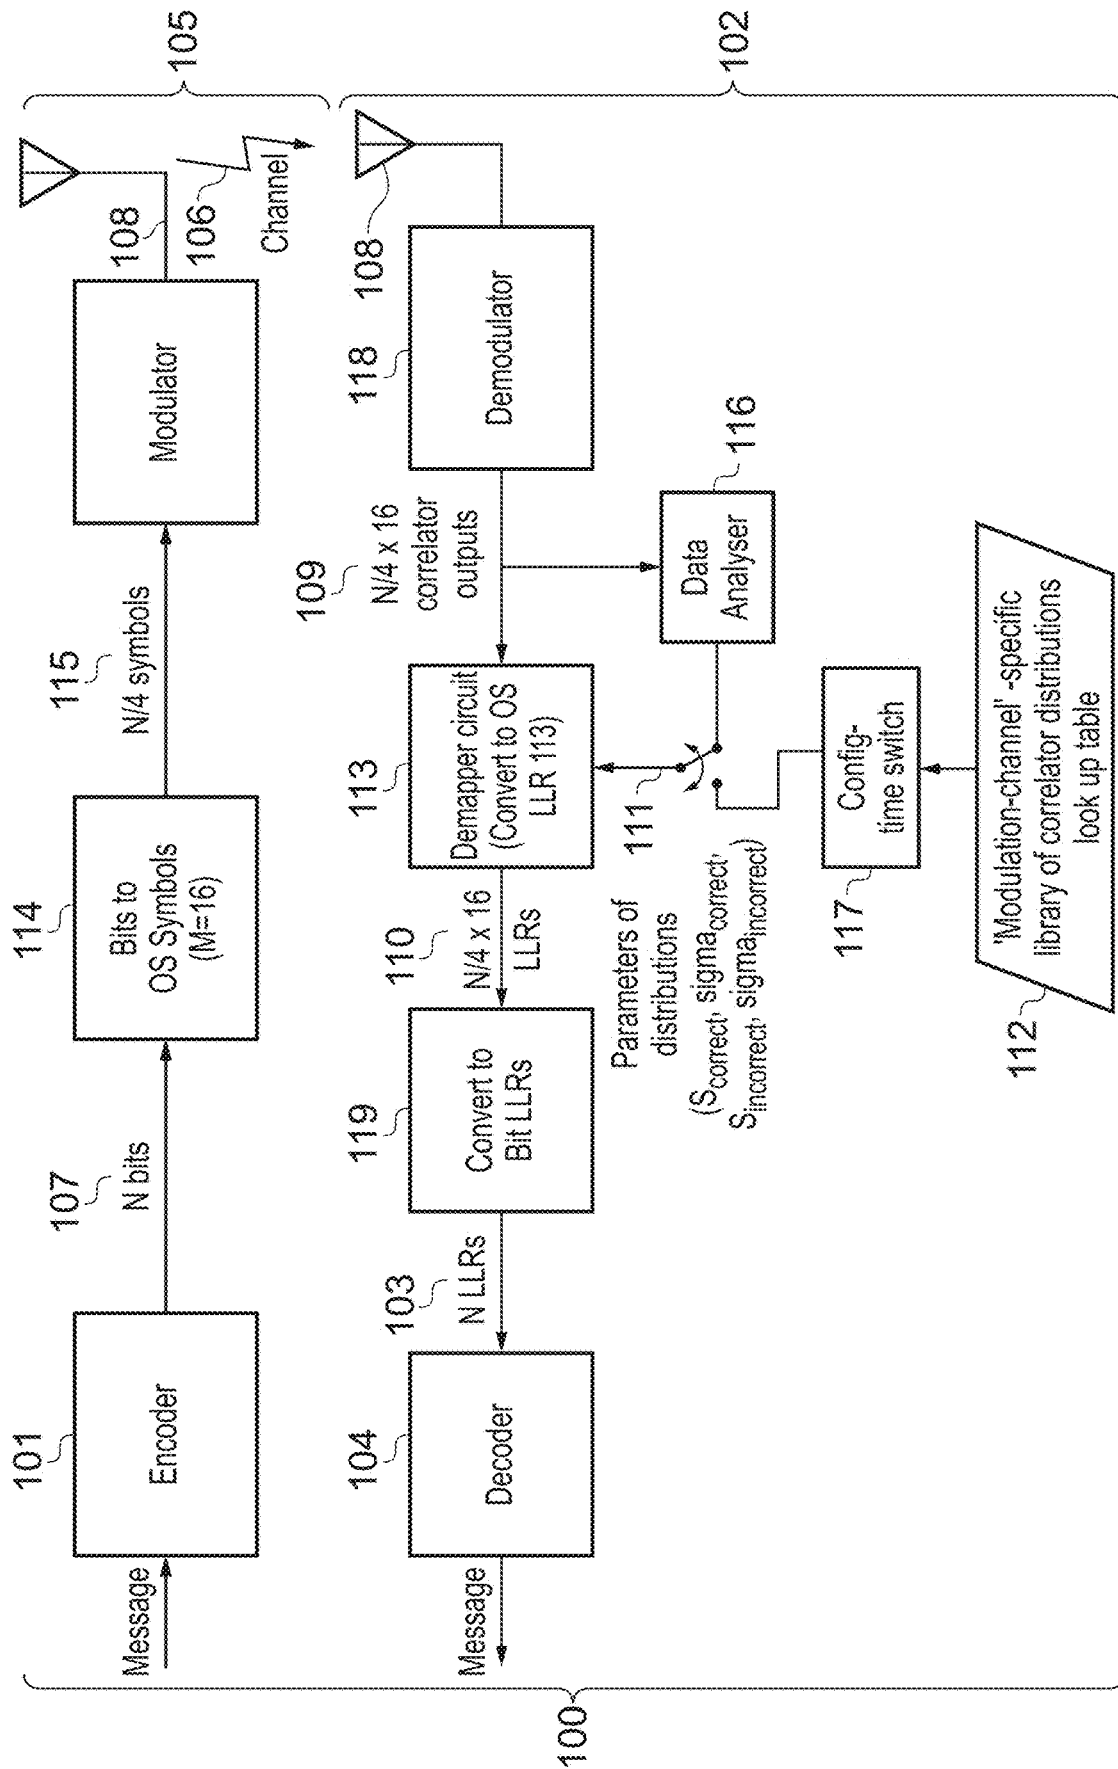 100
105
102
Message
101
Encoder
107
N bits
114
Bits to
OS Symbols
(M=16)
115
N/4 symbols
Modulator
108
106
Channel
108
118
Demodulator
109
N/4 x 16
correlator
outputs
113
Demapper circuit
(Convert to OS
LLR 113)
110
N/4 x 16
LLRs
119
Convert to
Bit LLRs
103
N LLRs
104
Decoder
Message
116
Data
Analyser
111
Parameters of
distributions
(Scorrect, sigmacorrect,
Sincorrect, sigmaincorrect)
117
Config-
time switch
112
'Modulation-channel' -specific
library of correlator distributions
look up table